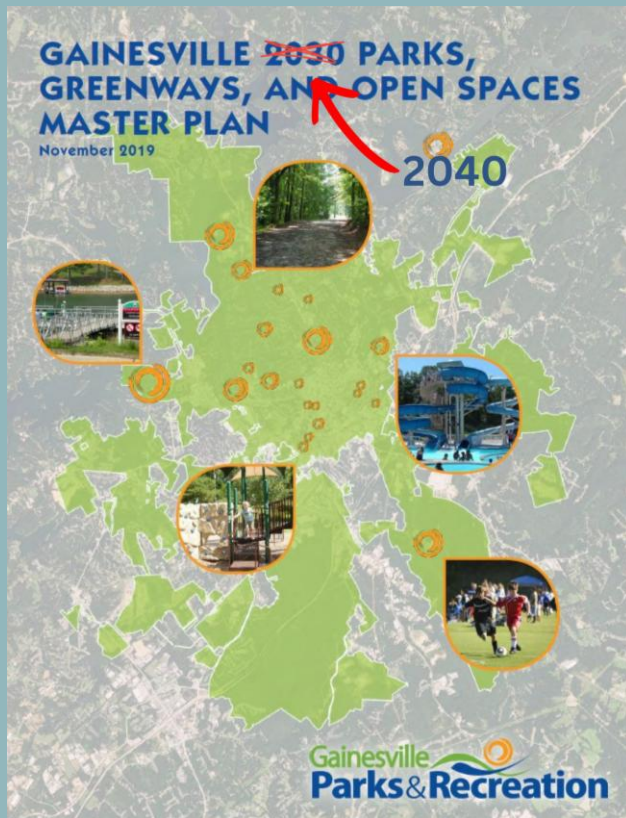 GAINESVILLE 2030 PARKS,
GREENWAYS, AND OPEN SPACES
MASTER PLAN
November 2019
2040
Gainesville
Parks&Recreation